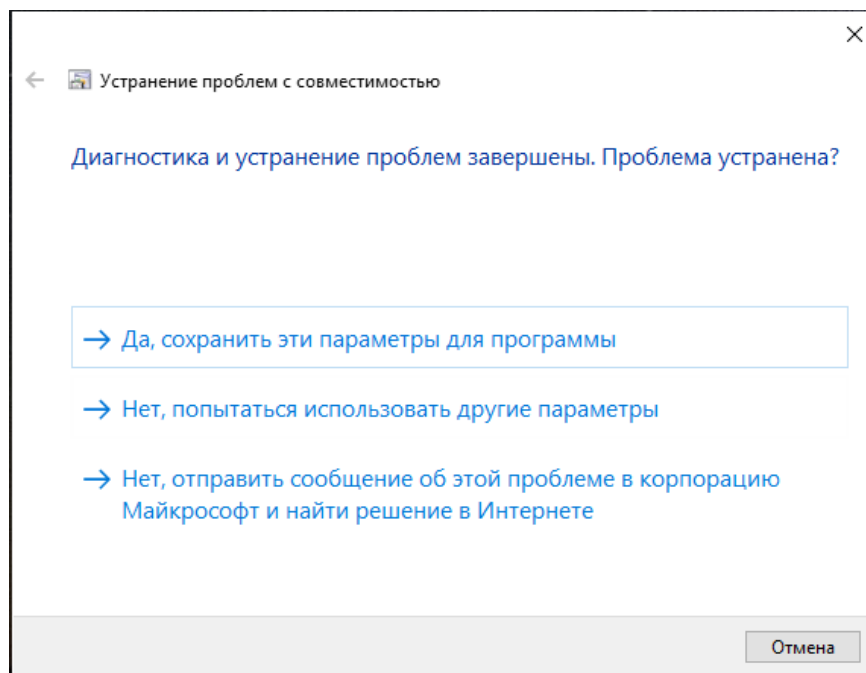 Устранение проблем с совместимостью
Диагностика и устранение проблем завершены. Проблема устранена?
Да, сохранить эти параметры для программы
Нет, попытаться использовать другие параметры
Нет, отправить сообщение об этой проблеме в корпорацию
Майкрософт и найти решение в Интернете
Отмена